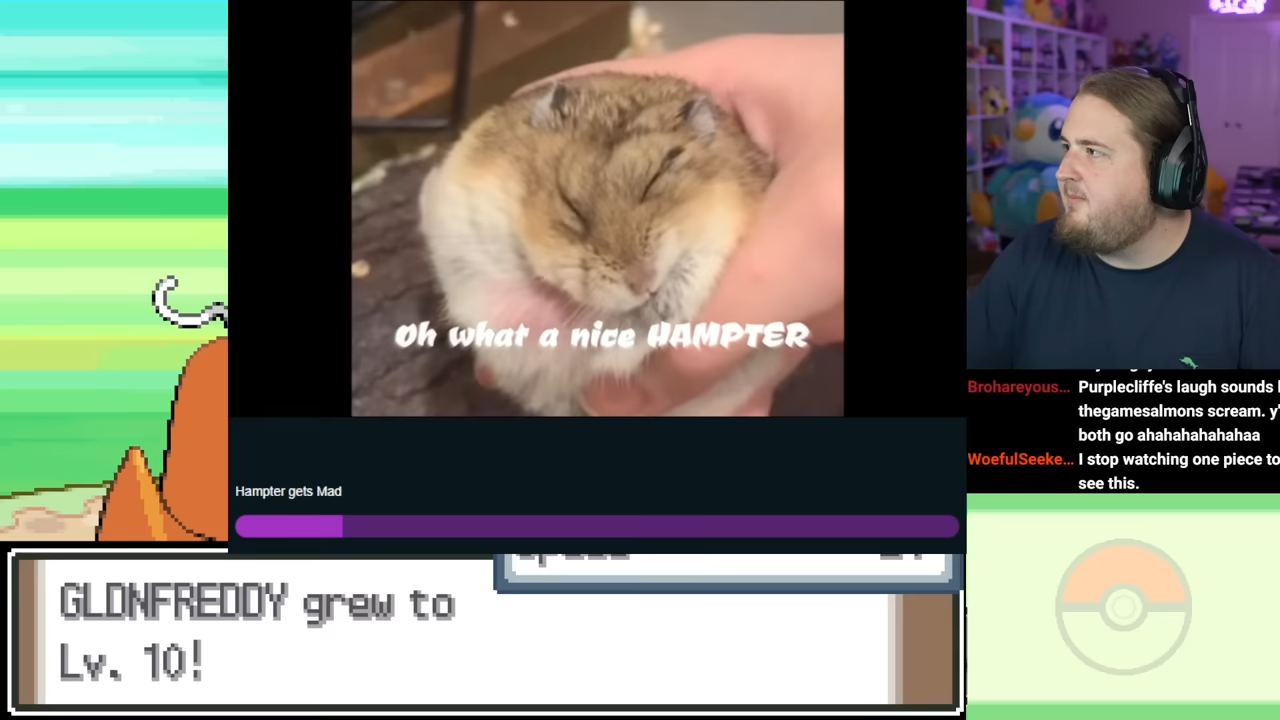 Oh what a nice HAMPTER
Brohareyous... Purplecliffe's laugh sounds
thegamesalmons scream. y'
both go ahahahahahahaa
WoefulSeeke... I stop watching one piece to
see this.
Hampter gets Mad
GLDNFREDDY grew to
Lv. 10!